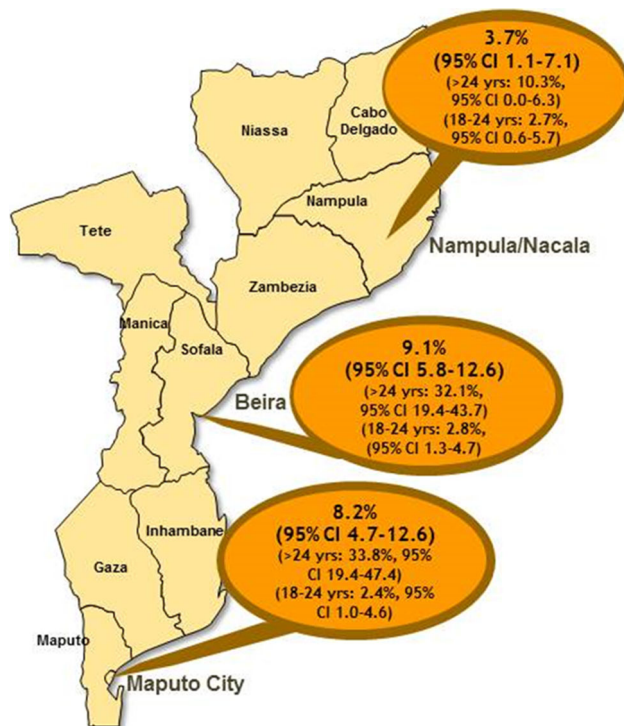 3.7%
(95% CI 1.1-7.1)
(>24 yrs: 10.3%,
95% CI 0.0-6.3)
(18-24 yrs: 2.7%,
95% CI 0.6-5.7)
Cabo
Delgado
Niassa
Nampula
Nampula/Nacala
Tete
Zambezia
Manica
Sofala
Beira
9.1%
(95% CI 5.8-12.6)
(>24 yrs: 32.1%,
95% CI 19.4-43.7)
(18-24 yrs: 2.8%,
(95% CI 1.3-4.7)
Inhambane
Gaza
8.2%
(95% CI 4.7-12.6)
(>24 yrs: 33.8%, 95%
CI 19.4-47.4)
(18-24 yrs: 2.4%, 95%
CI 1.0-4.6)
Maputo
Maputo City